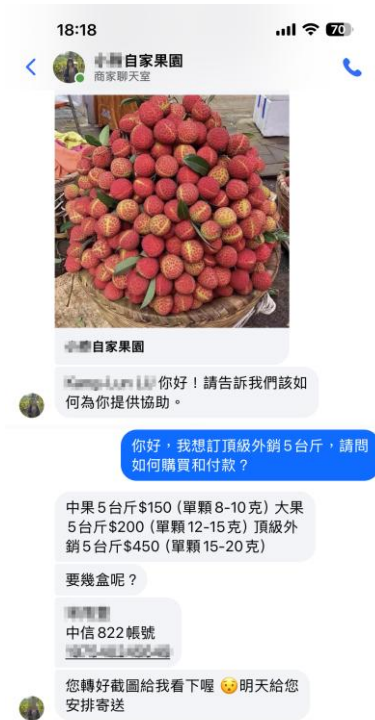 18:18
70
自家果園
商家聊天室
自家果園
你好！請告訴我們該如
何為你提供協助。
你好，我想訂頂級外銷5台斤，請問
如何購買和付款？
中果5台斤$150 (單顆8-10克) 大果
5台斤$200 (單顆12-15克) 頂級外
銷5台斤$450 (單顆15-20克)
要幾盒呢？
中信822帳號
您轉好截圖給我看下喔 😚明天給您
安排寄送